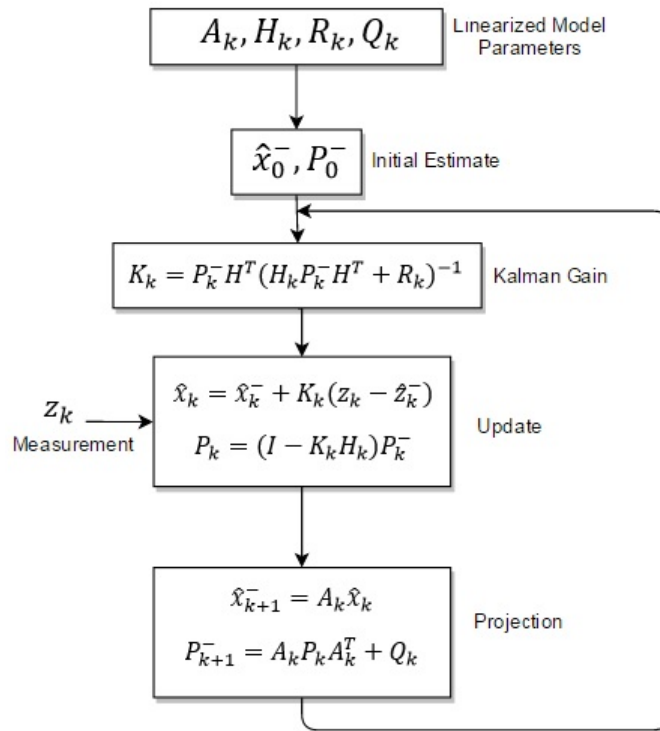 A_k, H_k, R_k, Q_k
Linearized Model
Parameters
x̂_0^-, P_0^-
Initial Estimate
K_k = P_k^- H^T (H_k P_k^- H^T + R_k)^{-1}
Kalman Gain
x̂_k = x̂_k^- + K_k(z_k − ẑ_k^-)
P_k = (I − K_k H_k)P_k^-
Update
z_k
Measurement
x̂_{k+1}^- = A_k x̂_k
P_{k+1}^- = A_k P_k A_k^T + Q_k
Projection